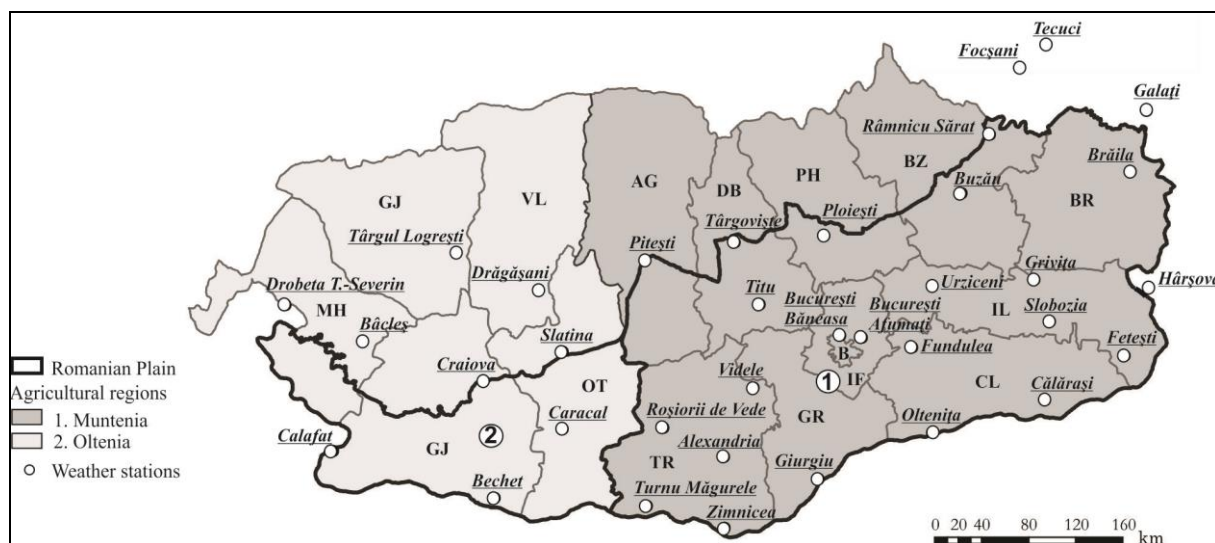 Tecuci
Focşani
Galaţi
Râmnicu Sărat
BZ
Brăila
AG
DB
PH
Buzău
BR
VL
GJ
Târgovişte
Ploieşti
Târgul Logreşti
Piteşti
Drăgăşani
Grivița
Urziceni
Hârşova
Drobeta T.-Severin
Titu
Bucureşti
Băneasa
Bucureşti
Afumaţi
IL
Slobozia
MH
Bâcleş
Slatina
B
Fundulea
Feteşti
Craiova
Videle
1
IF
CL
OT
Călăraşi
Caracal
Roşiorii de Vede
GR
Olteniţa
Calafat
GJ
2
Alexandria
TR
Giurgiu
Bechet
Turnu Măgurele
Zimnicea
Romanian Plain
Agricultural regions
1. Muntenia
2. Oltenia
Weather stations
0 20 40 80 120 160
km